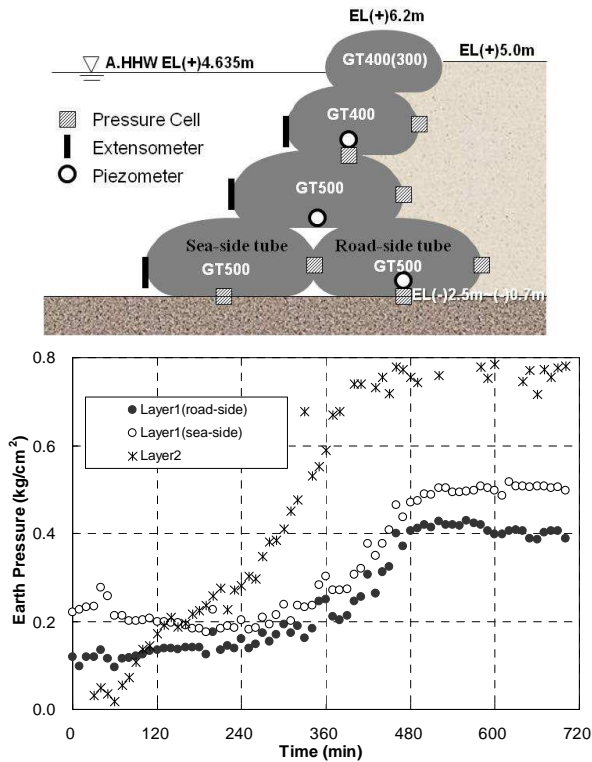 EL(+)6.2m
EL(+)5.0m
A.HHW EL(+)4.635m
GT400(300)
GT400
Pressure Cell
Extensometer
Piezometer
GT500
Sea-side tube
Road-side tube
GT500
GT500
EL(-)2.5m~(-)0.7m
0.8
0.6
0.4
0.2
0.0
Earth Pressure (kg/cm²)
Layer1(road-side)
Layer1(sea-side)
Layer2
0 120 240 360 480 600 720
Time (min)